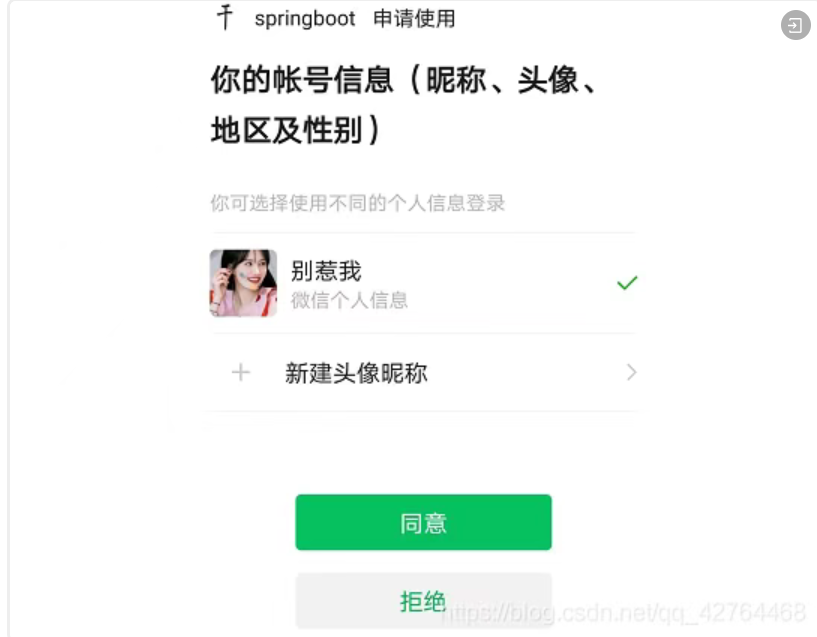 springboot 申请使用
你的帐号信息（昵称、头像、
地区及性别）
你可选择使用不同的个人信息登录
别惹我
微信个人信息
新建头像昵称
同意
拒绝
https://blog.csdn.net/qq_42764468